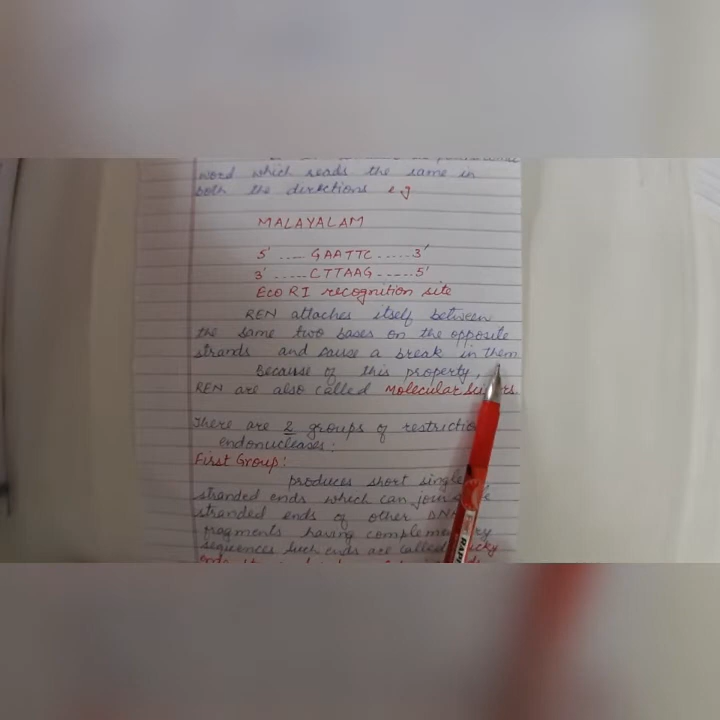 word which reads the same in
both the directions e.g
MALAYALAM
5' ..... GAATTC ..... 3'
3' ..... CTTAAG ...... 5'
Eco RI recognition site
REN attaches itself between
the same two bases on the opposite
strands and cause a break in them
Because of this property,
REN are also called Molecular
There are 2 groups of
endonucleases:
First Group:
produces short single
stranded ends which can join
stranded ends of other
fragments having
sequences such ends are called